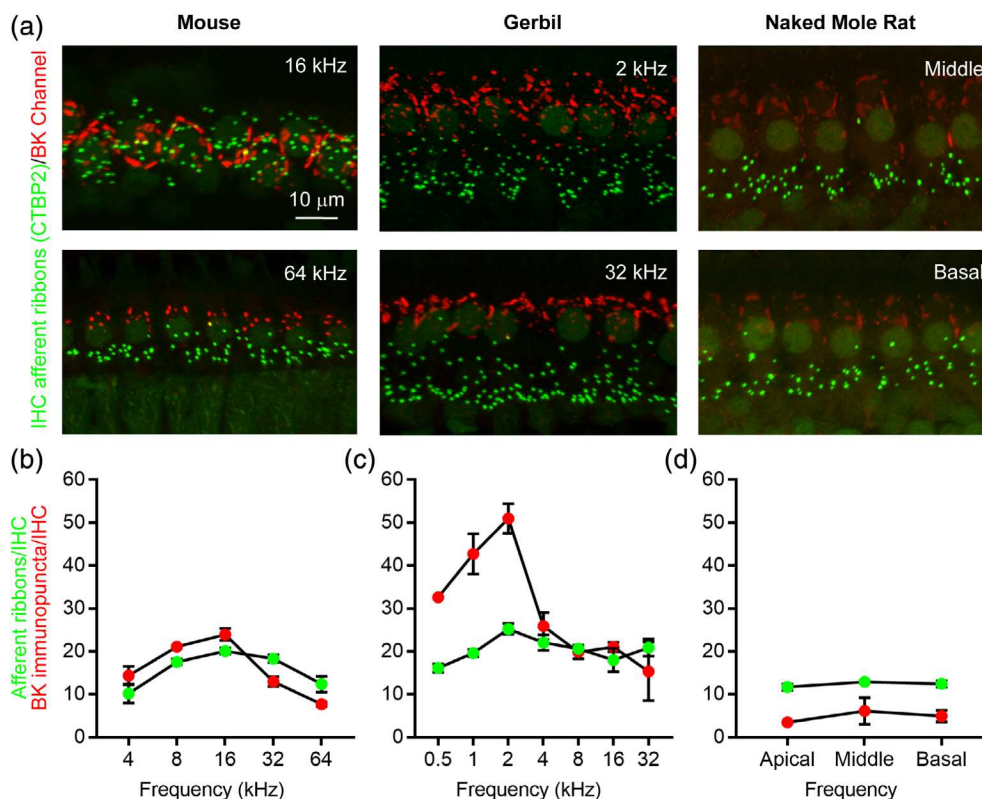 (a)
Mouse
Gerbil
Naked Mole Rat
IHC afferent ribbons (CTBP2)/BK Channel
16 kHz
10 μm
2 kHz
Middle
64 kHz
32 kHz
Basal
(b)
(c)
(d)
Afferent ribbons/IHC
BK immunopuncta/IHC
60
50
40
30
20
10
0
4 8 16 32 64
Frequency (kHz)
60
50
40
30
20
10
0
0.5 1 2 4 8 16 32
Frequency (kHz)
60
50
40
30
20
10
0
Apical Middle Basal
Frequency